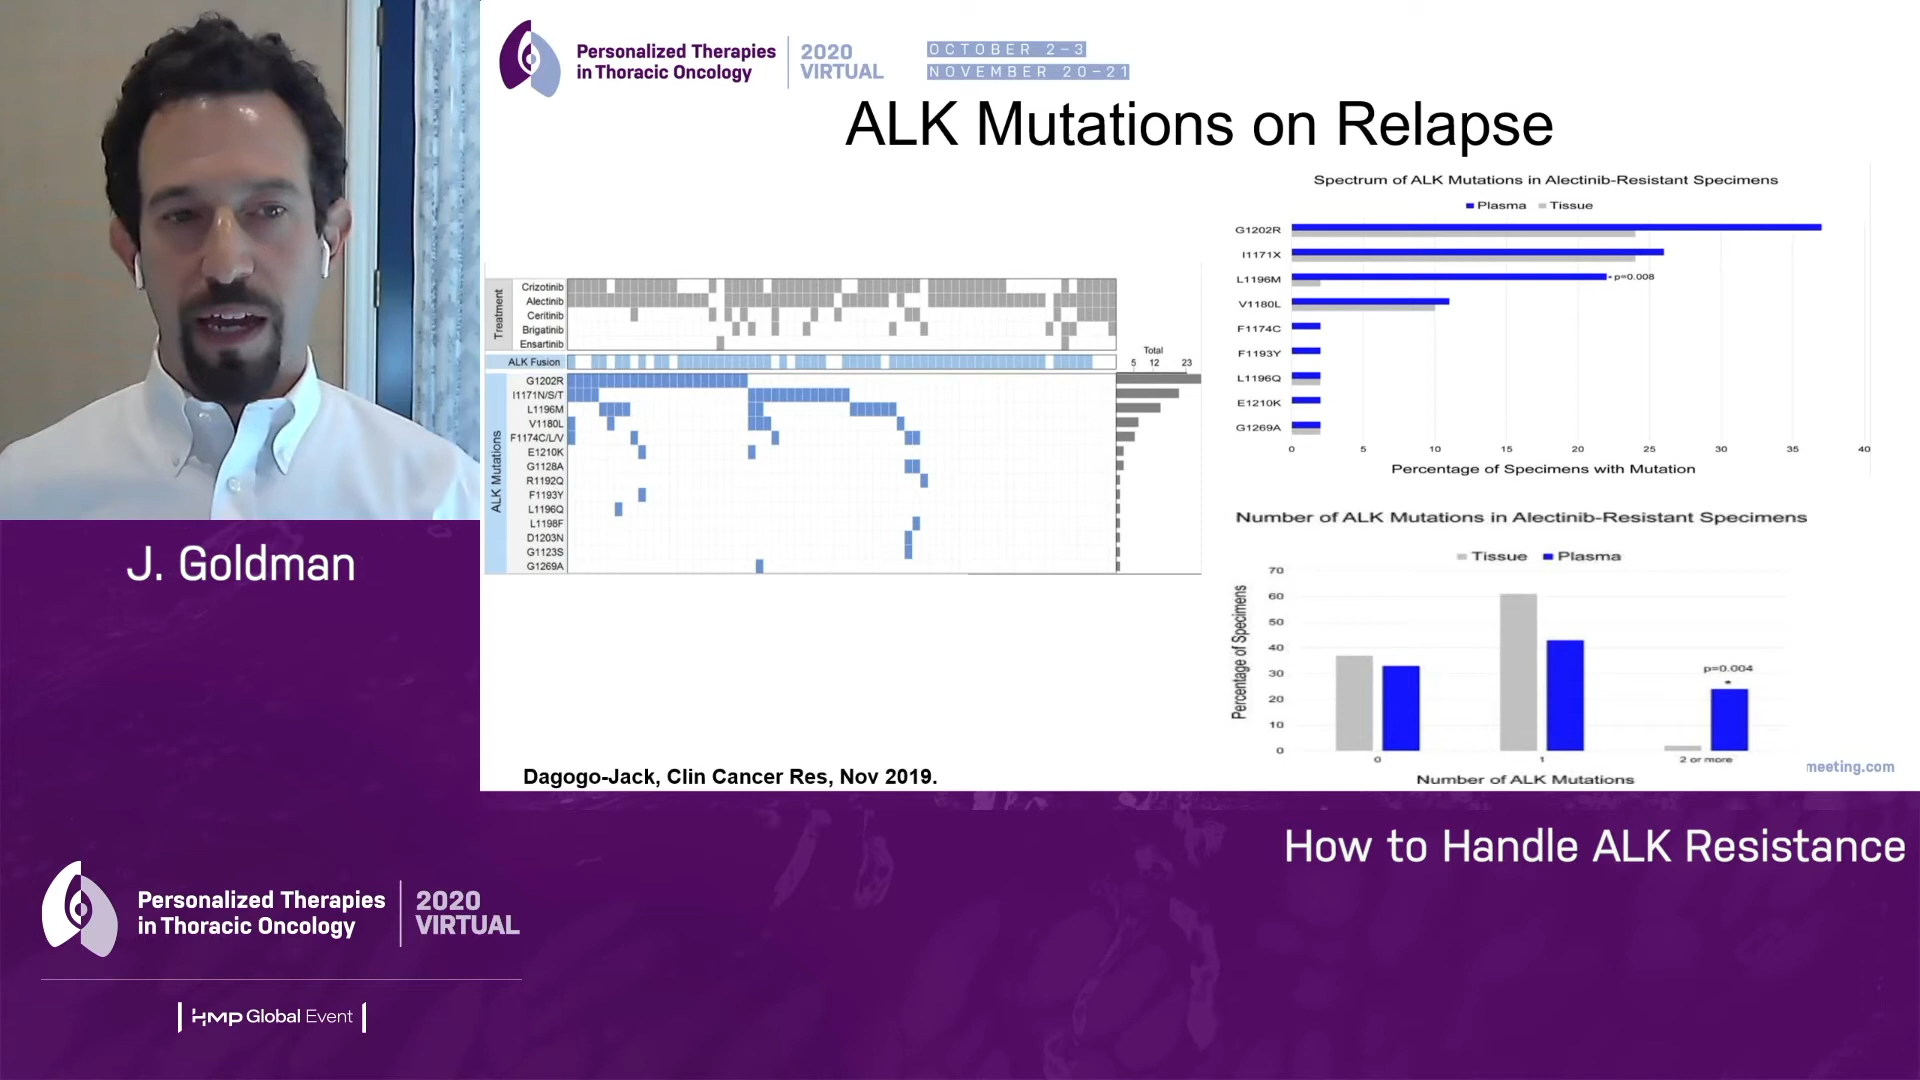 Personalized Therapies
in Thoracic Oncology
2020
VIRTUAL
OCTOBER 2-3
NOVEMBER 20-21
ALK Mutations on Relapse
Treatment
Crizotinib
Alectinib
Ceritinib
Brigatinib
Ensartinib
ALK Fusion
Total
5 12 23
ALK Mutations
G1202R
I1171N/S/T
L1196M
V1180L
F1174C/L/V
E1210K
G1128A
R1192Q
F1193Y
L1196Q
L1198F
D1203N
G1123S
G1269A
Spectrum of ALK Mutations in Alectinib-Resistant Specimens
Plasma Tissue
G1202R
I1171X
L1196M
* p=0.008
V1180L
F1174C
F1193Y
L1196Q
E1210K
G1269A
0 5 10 15 20 25 30 35 40
Percentage of Specimens with Mutation
Number of ALK Mutations in Alectinib-Resistant Specimens
Tissue Plasma
Percentage of Specimens
70
60
50
40
30
20
10
0
p=0.004
*
0 1 2 or more
Number of ALK Mutations
Dagogo-Jack, Clin Cancer Res, Nov 2019.
meeting.com
J. Goldman
How to Handle ALK Resistance
Personalized Therapies
in Thoracic Oncology
2020
VIRTUAL
HMP Global Event